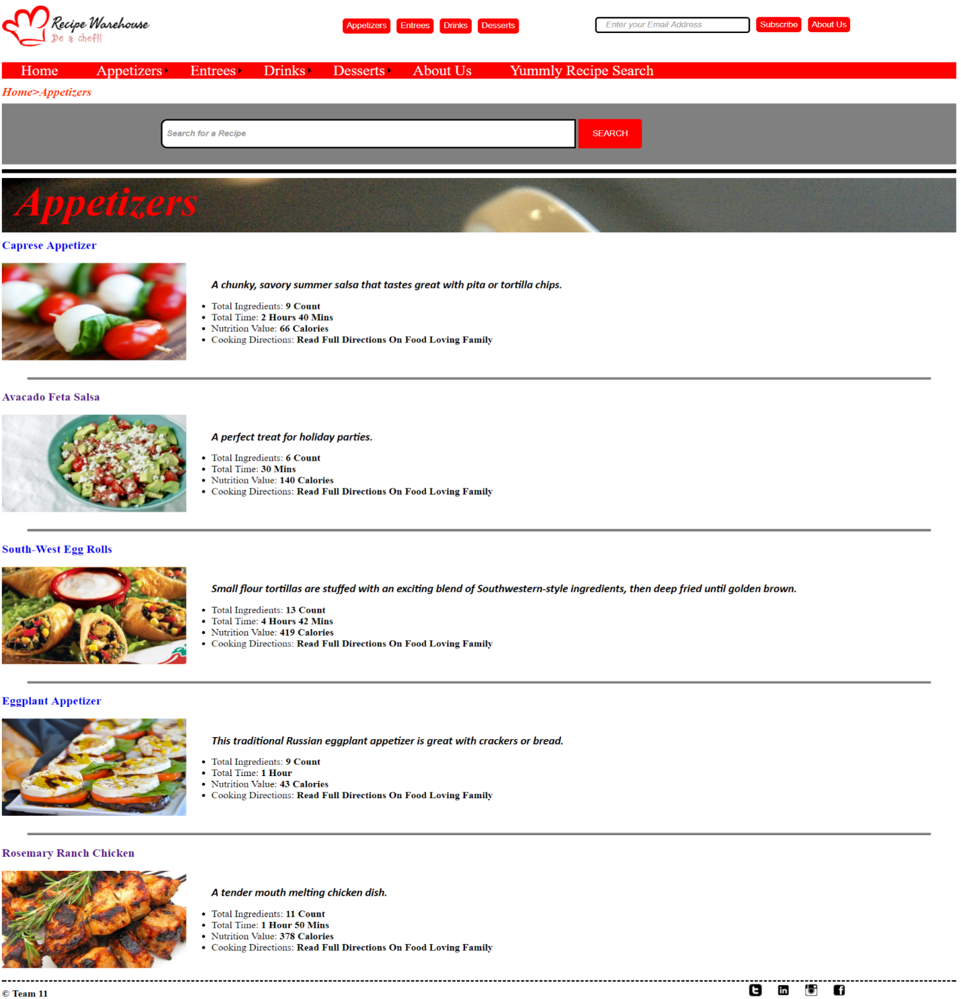 Recipe Warehouse
Be a chef!!
Appetizers Entrees Drinks Desserts
Enter your Email Address Subscribe About Us
Home Appetizers Entrees Drinks Desserts About Us Yummly Recipe Search
Home>Appetizers
Search for a Recipe SEARCH
Appetizers
Caprese Appetizer
A chunky, savory summer salsa that tastes great with pita or tortilla chips.
Total Ingredients: 9 Count
Total Time: 2 Hours 40 Mins
Nutrition Value: 66 Calories
Cooking Directions: Read Full Directions On Food Loving Family
Avacado Feta Salsa
A perfect treat for holiday parties.
Total Ingredients: 6 Count
Total Time: 30 Mins
Nutrition Value: 140 Calories
Cooking Directions: Read Full Directions On Food Loving Family
South-West Egg Rolls
Small flour tortillas are stuffed with an exciting blend of Southwestern-style ingredients, then deep fried until golden brown.
Total Ingredients: 13 Count
Total Time: 4 Hours 42 Mins
Nutrition Value: 419 Calories
Cooking Directions: Read Full Directions On Food Loving Family
Eggplant Appetizer
This traditional Russian eggplant appetizer is great with crackers or bread.
Total Ingredients: 9 Count
Total Time: 1 Hour
Nutrition Value: 43 Calories
Cooking Directions: Read Full Directions On Food Loving Family
Rosemary Ranch Chicken
A tender mouth melting chicken dish.
Total Ingredients: 11 Count
Total Time: 1 Hour 50 Mins
Nutrition Value: 378 Calories
Cooking Directions: Read Full Directions On Food Loving Family
© Team 11